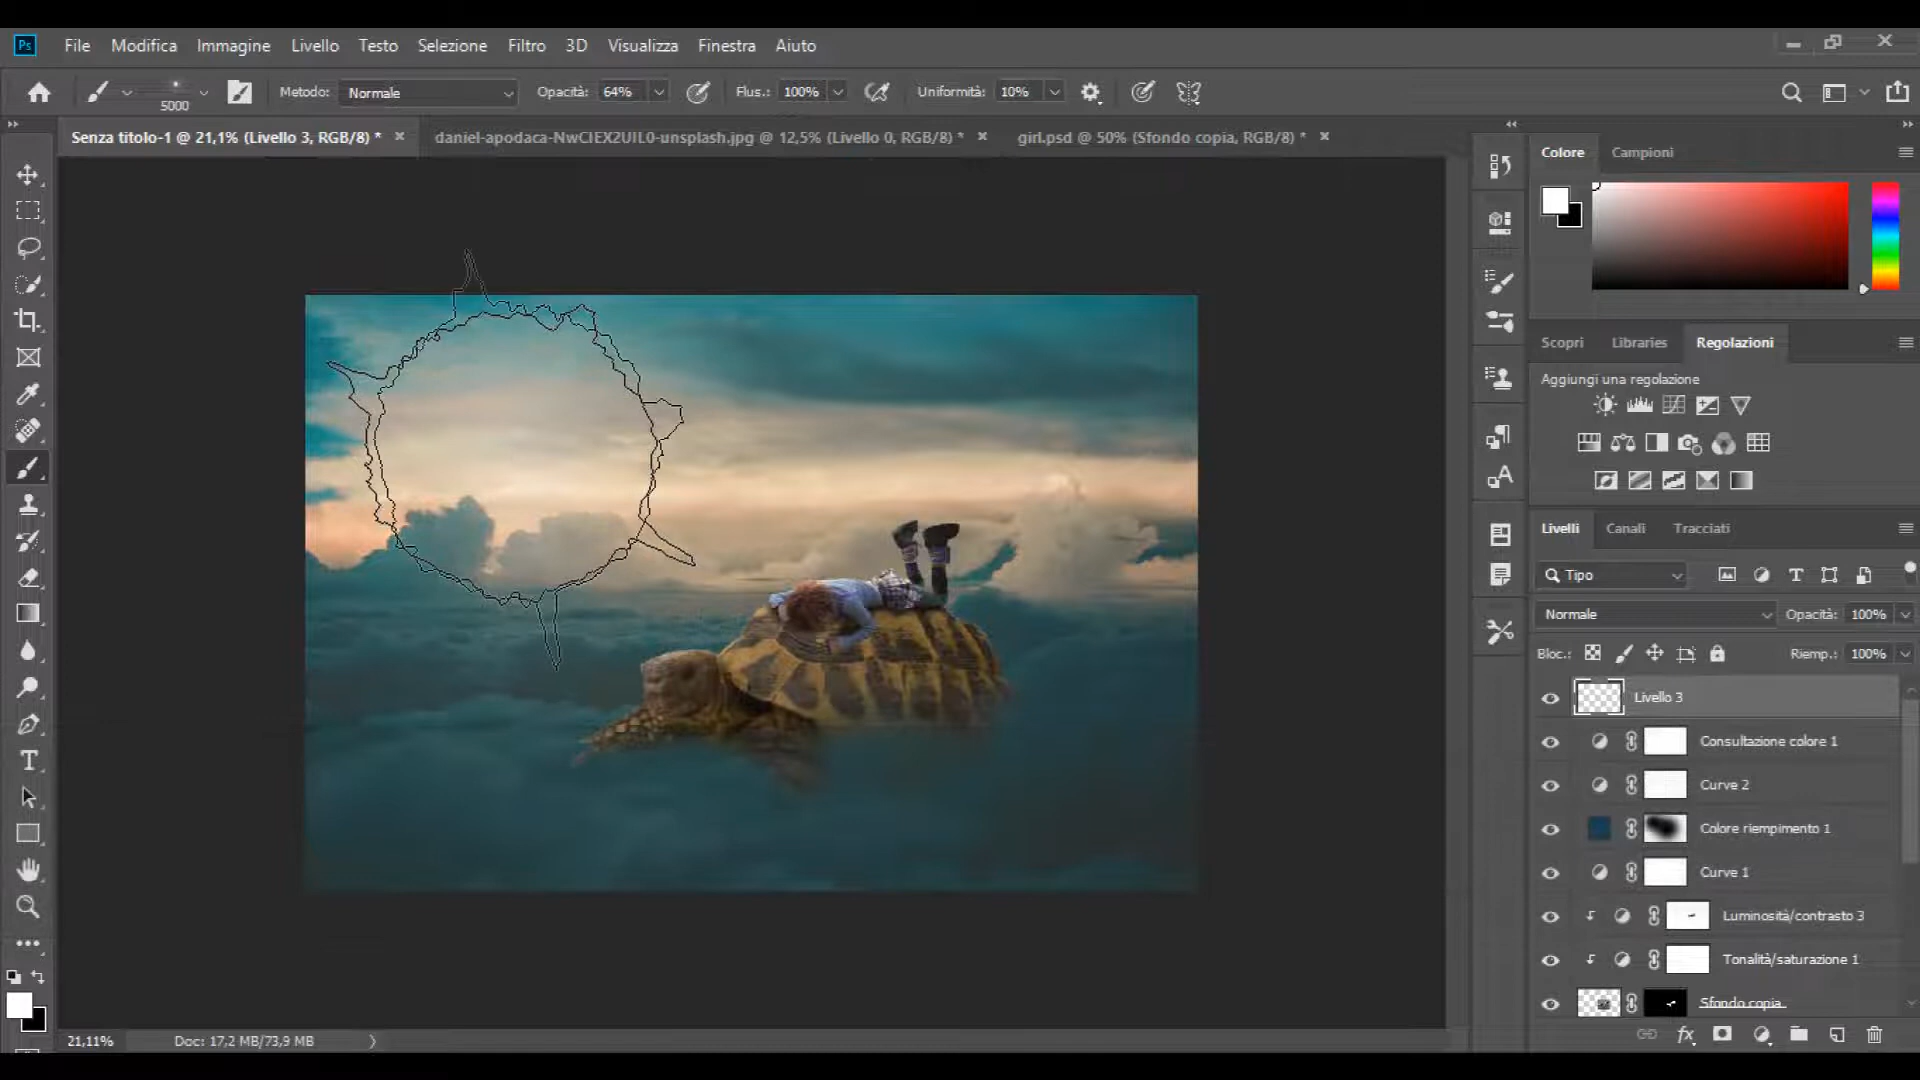 Ps File Modifica Immagine Livello Testo Selezione Filtro 3D Visualizza Finestra Aiuto
5000 Metodo: Normale Opacità: 64% Flus.: 100% Uniformità: 10%
Senza titolo-1 @ 21,1% (Livello 3, RGB/8) * daniel-apodaca-NwCIEX2UIL0-unsplash.jpg @ 12,5% (Livello 0, RGB/8) * girl.psd @ 50% (Sfondo copia, RGB/8) *
Colore Campioni
Scopri Libraries Regolazioni
Aggiungi una regolazione
Livelli Canali Tracciati
Tipo
Normale Opacità: 100%
Bloc.: Riemp.: 100%
Livello 3
Consultazione colore 1
Curve 2
Colore riempimento 1
Curve 1
Luminosità/contrasto 3
Tonalità/saturazione 1
Sfondo copia
21,11% Doc: 17,2 MB/73,9 MB